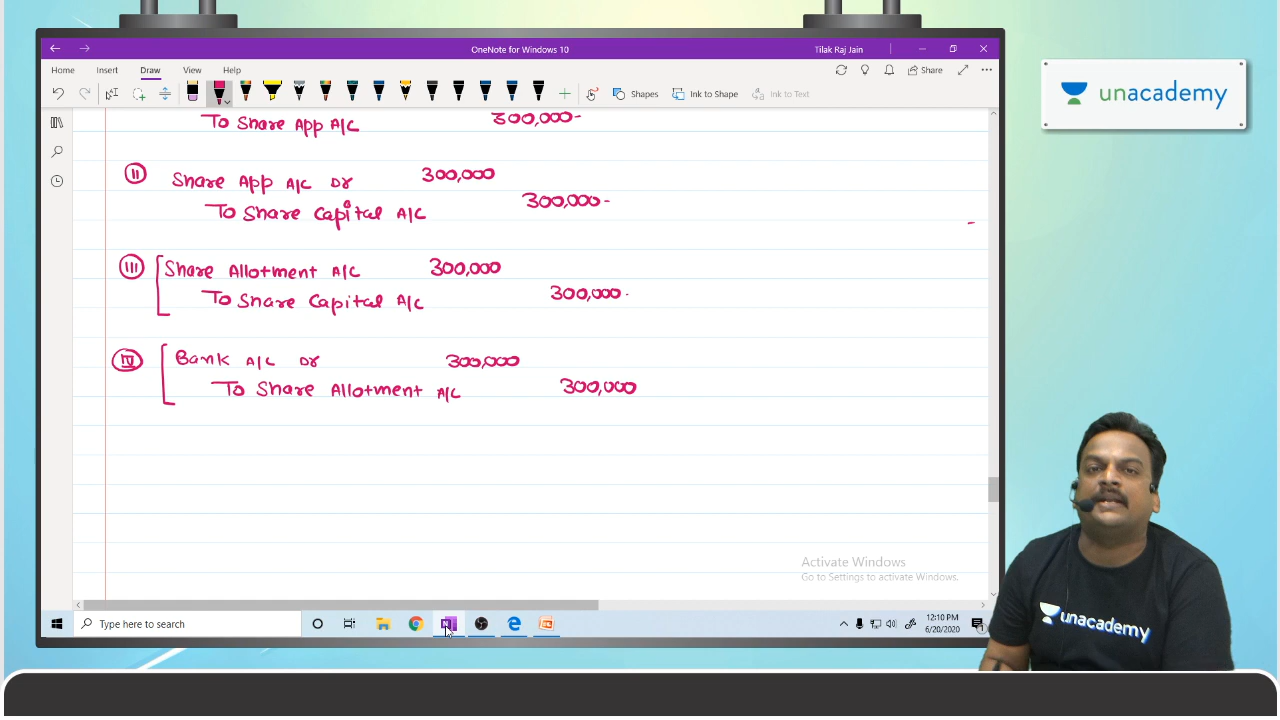 OneNote for Windows 10
Tilak Raj Jain
Home Insert Draw View Help
Share
Shapes Ink to Shape Ink to Text
unacademy
To Share App A/C 300,000-
II Share App A/C Dr 300,000
To Share Capital A/C 300,000-
III Share Allotment A/C 300,000
To Share Capital A/C 300,000-
IV Bank A/C Dr 300,000
To Share Allotment A/C 300,000
Activate Windows
Go to Settings to activate Windows.
unacademy
Type here to search
12:10 PM
6/20/2020
1